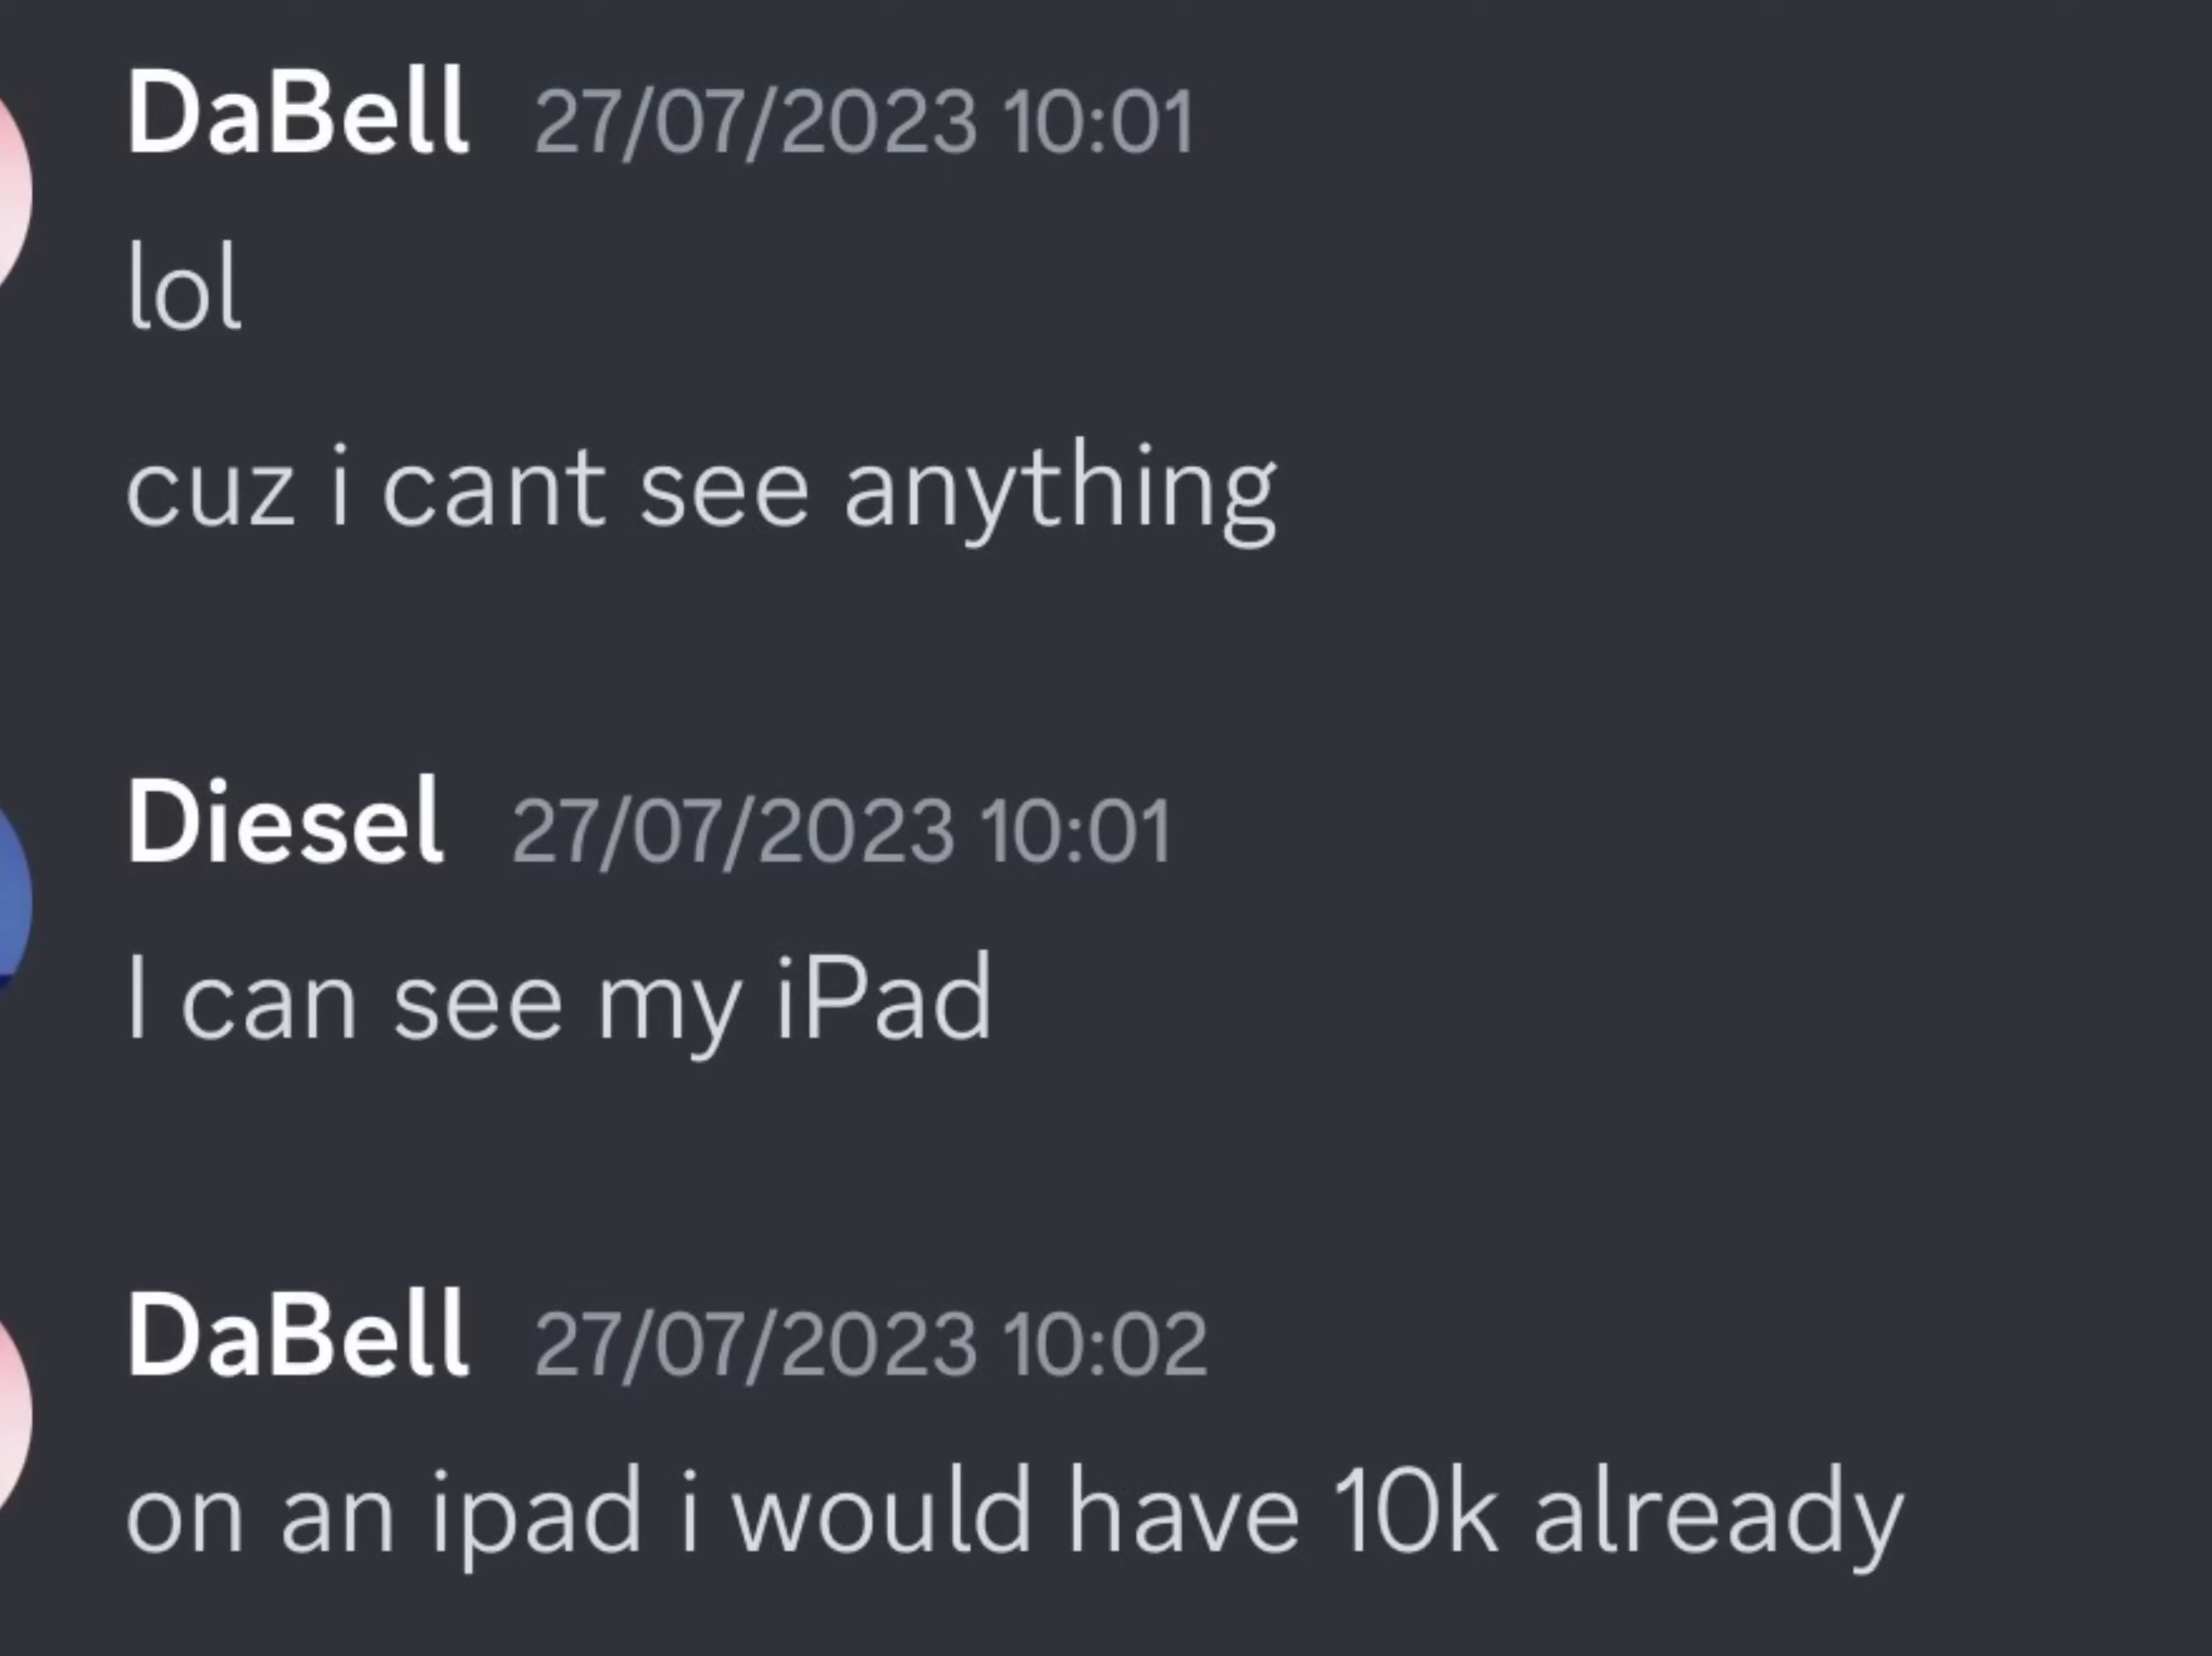 DaBell 27/07/2023 10:01
lol
cuz i cant see anything
Diesel 27/07/2023 10:01
I can see my iPad
DaBell 27/07/2023 10:02
on an ipad i would have 10k already